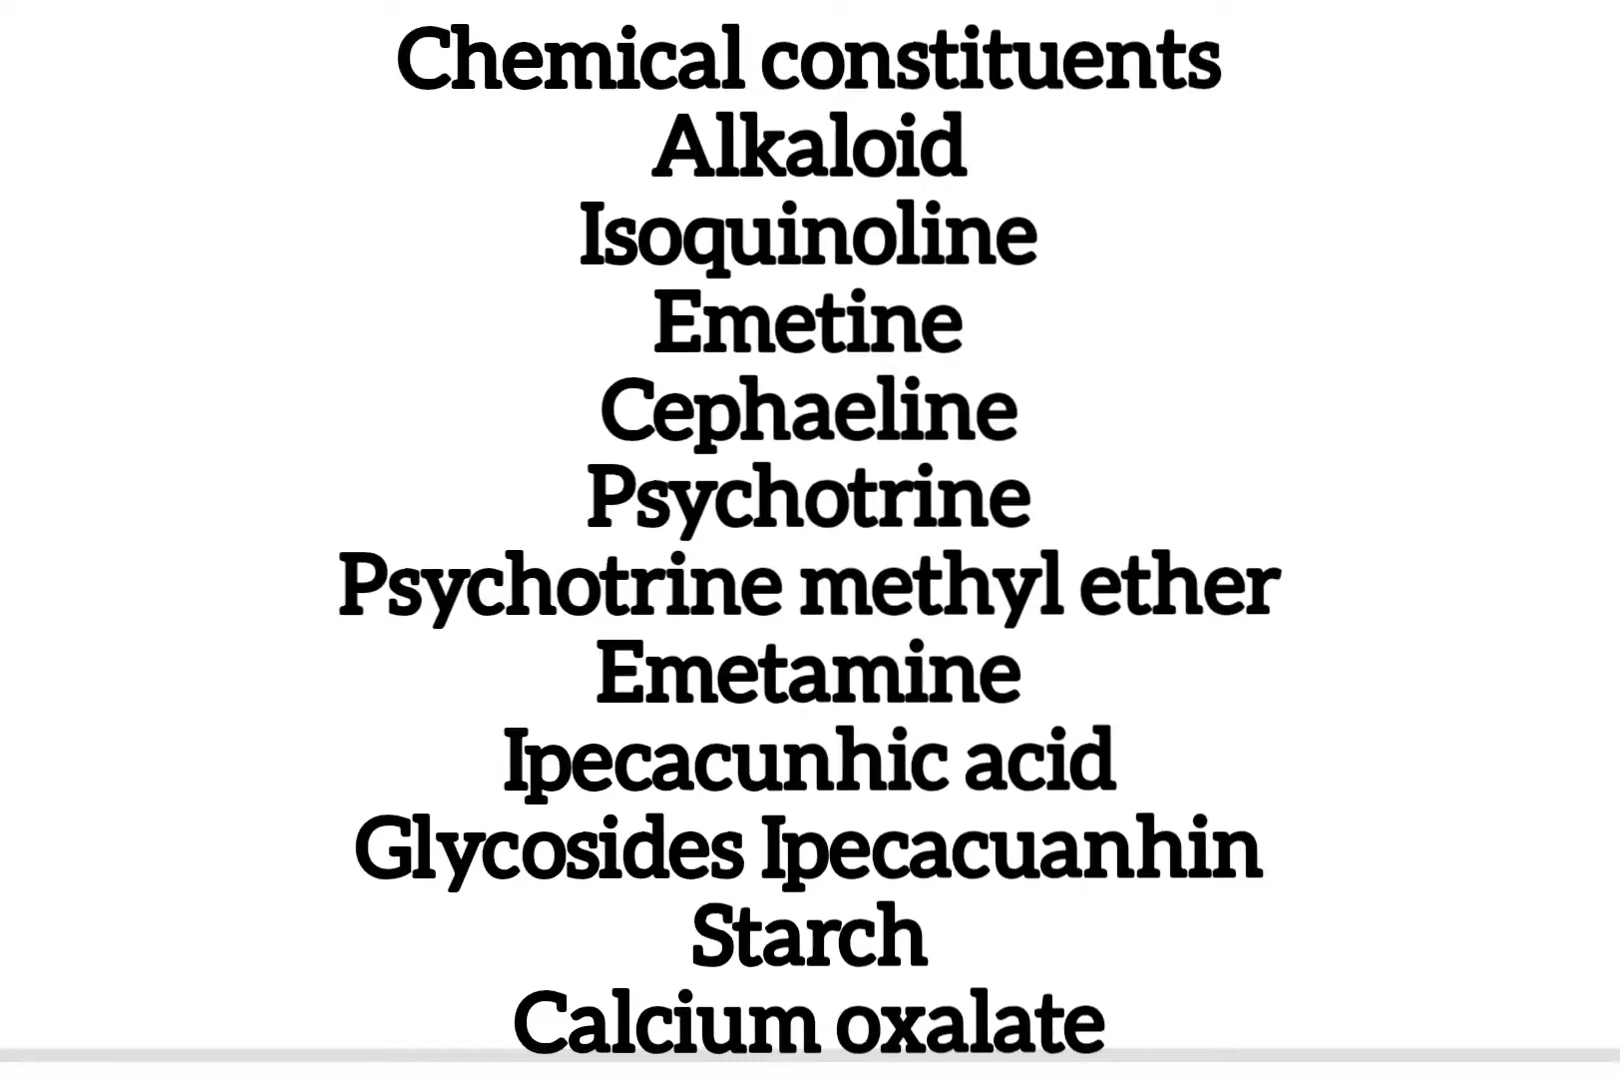 Chemical constituents
Alkaloid
Isoquinoline
Emetine
Cephaeline
Psychotrine
Psychotrine methyl ether
Emetamine
Ipecacunhic acid
Glycosides Ipecacuanhin
Starch
Calcium oxalate